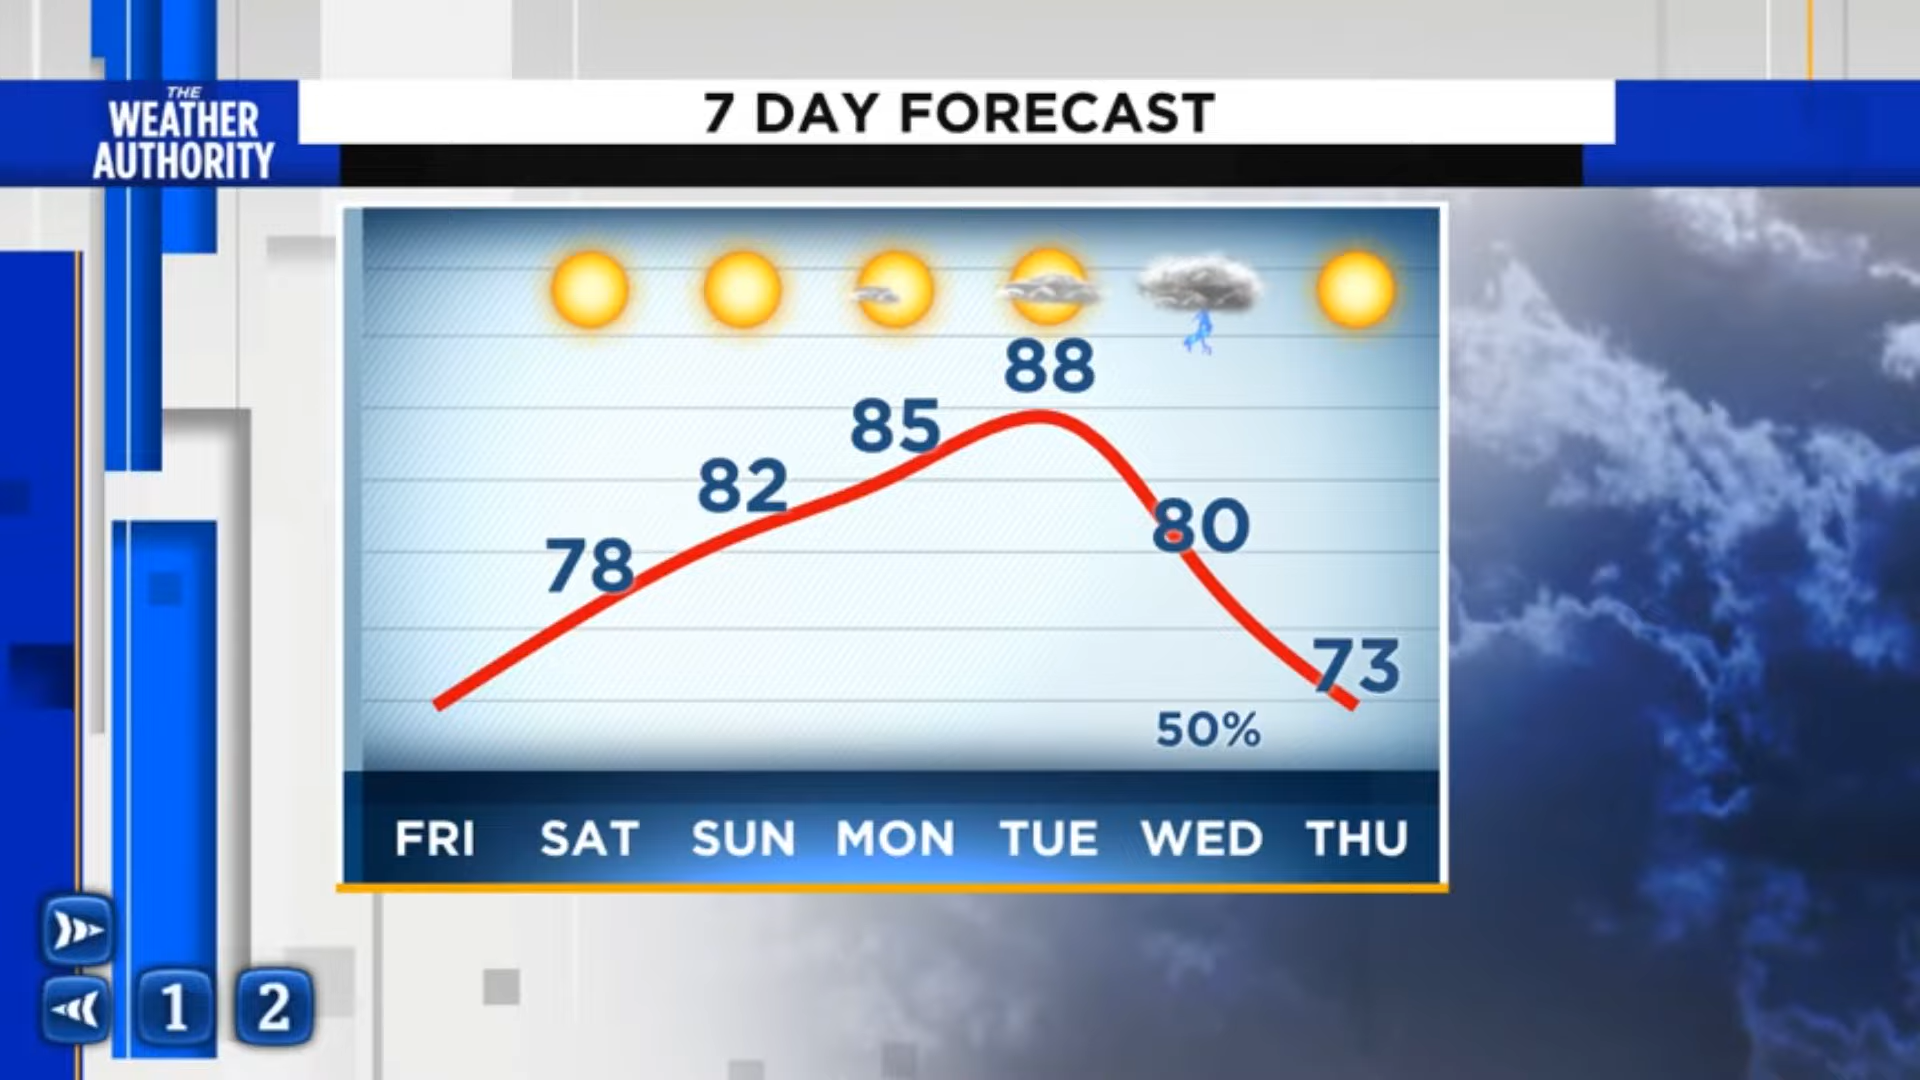 THE
WEATHER
AUTHORITY
7 DAY FORECAST
88
85
82
80
78
73
50%
FRI SAT SUN MON TUE WED THU
1 2